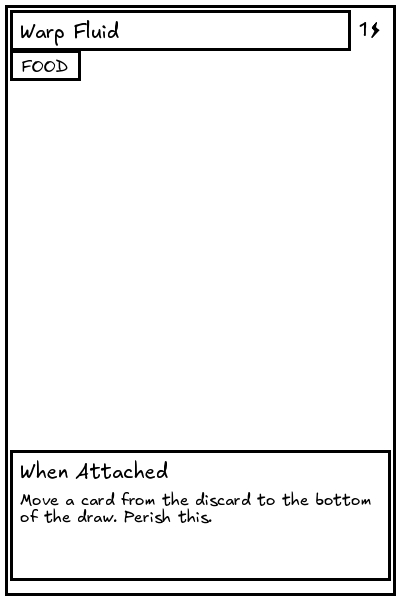 Warp Fluid
1⚡
FOOD
When Attached
Move a card from the discard to the bottom
of the draw. Perish this.